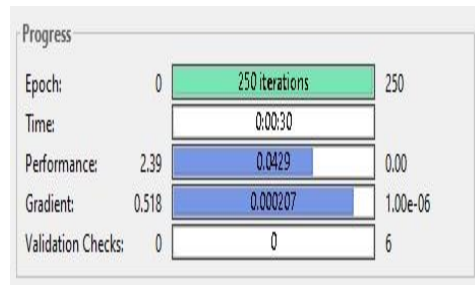 Progress
Epoch: 0 250 iterations 250
Time: 0:00:30
Performance: 2.39 0.0429 0.00
Gradient: 0.518 0.000207 1.00e-06
Validation Checks: 0 0 6